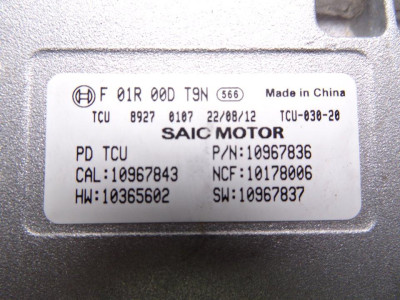 F 01R 00D T9N 566 Made in China
TCU 8927 0107 22/08/12 TCU-030-20
SAIC MOTOR
PD TCU P/N:10967836
CAL:10967843 NCF:10178006
HW:10365602 SW:10967837